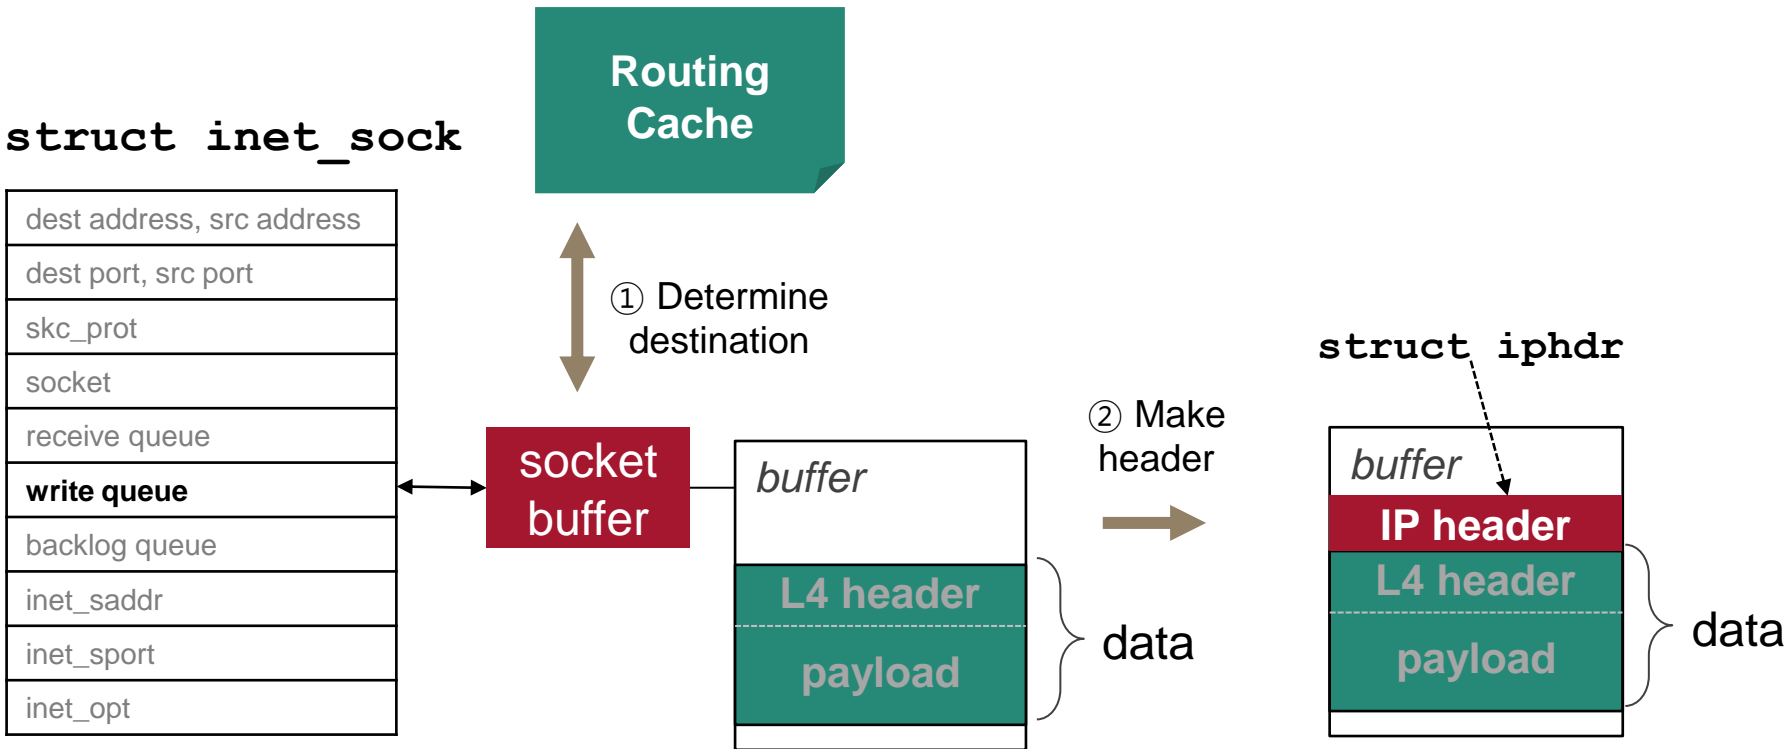 Routing
Cache
struct inet_sock
dest address, src address
dest port, src port
skc_prot
socket
receive queue
write queue
backlog queue
inet_saddr
inet_sport
inet_opt
① Determine
destination
socket
buffer
buffer
L4 header
payload
data
② Make
header
struct iphdr
buffer
IP header
L4 header
payload
data